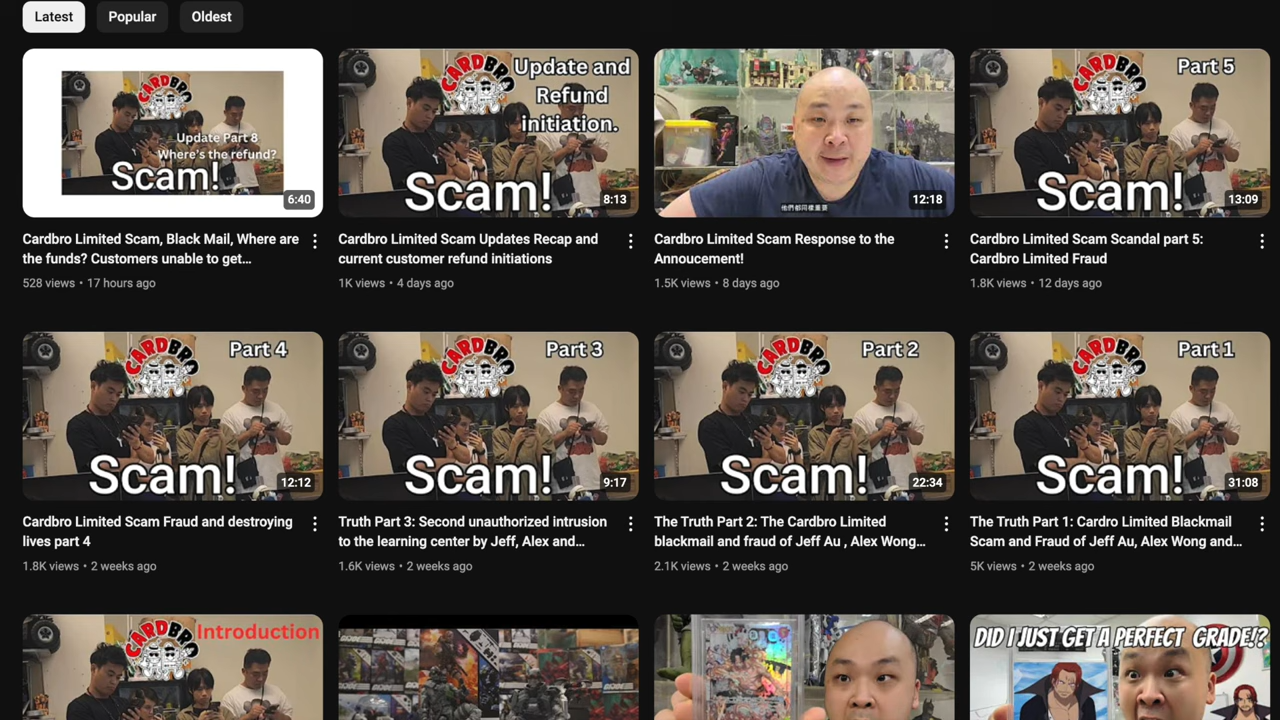 Latest
Popular
Oldest
CARDBRO
Update Part 8
Where's the refund?
Scam!
6:40
CARDBRO
Update and
Refund
initiation.
Scam!
8:13
他們都同樣重要
12:18
CARDBRO
Part 5
Scam!
13:09
Cardbro Limited Scam, Black Mail, Where are
the funds? Customers unable to get...
528 views • 17 hours ago
Cardbro Limited Scam Updates Recap and
current customer refund initiations
1K views • 4 days ago
Cardbro Limited Scam Response to the
Annoucement!
1.5K views • 8 days ago
Cardbro Limited Scam Scandal part 5:
Cardbro Limited Fraud
1.8K views • 12 days ago
CARDBRO
Part 4
Scam!
12:12
CARDBRO
Part 3
Scam!
9:17
CARDBRO
Part 2
Scam!
22:34
CARDBRO
Part 1
Scam!
31:08
Cardbro Limited Scam Fraud and destroying
lives part 4
1.8K views • 2 weeks ago
Truth Part 3: Second unauthorized intrusion
to the learning center by Jeff, Alex and...
1.6K views • 2 weeks ago
The Truth Part 2: The Cardbro Limited
blackmail and fraud of Jeff Au , Alex Wong...
2.1K views • 2 weeks ago
The Truth Part 1: Cardro Limited Blackmail
Scam and Fraud of Jeff Au, Alex Wong and...
5K views • 2 weeks ago
CARDBRO
Introduction
DID I JUST GET A PERFECT GRADE!?